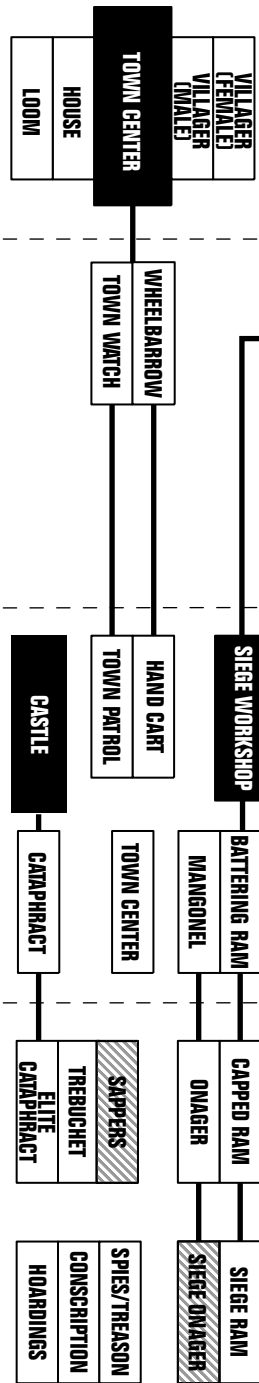 VILLAGER
(FEMALE)
VILLAGER
(MALE)
TOWN CENTER
HOUSE
LOOM
WHEELBARROW
TOWN WATCH
SIEGE WORKSHOP
HAND CART
TOWN PATROL
CASTLE
BATTERING RAM
MANGONEL
TOWN CENTER
CATAPHRACT
CAPPED RAM
ONAGER
SAPPERS
TREBUCHET
ELITE
CATAPHRACT
SIEGE RAM
SIEGE ONAGER
SPIES/TREASON
CONSCRIPTION
HOARDINGS